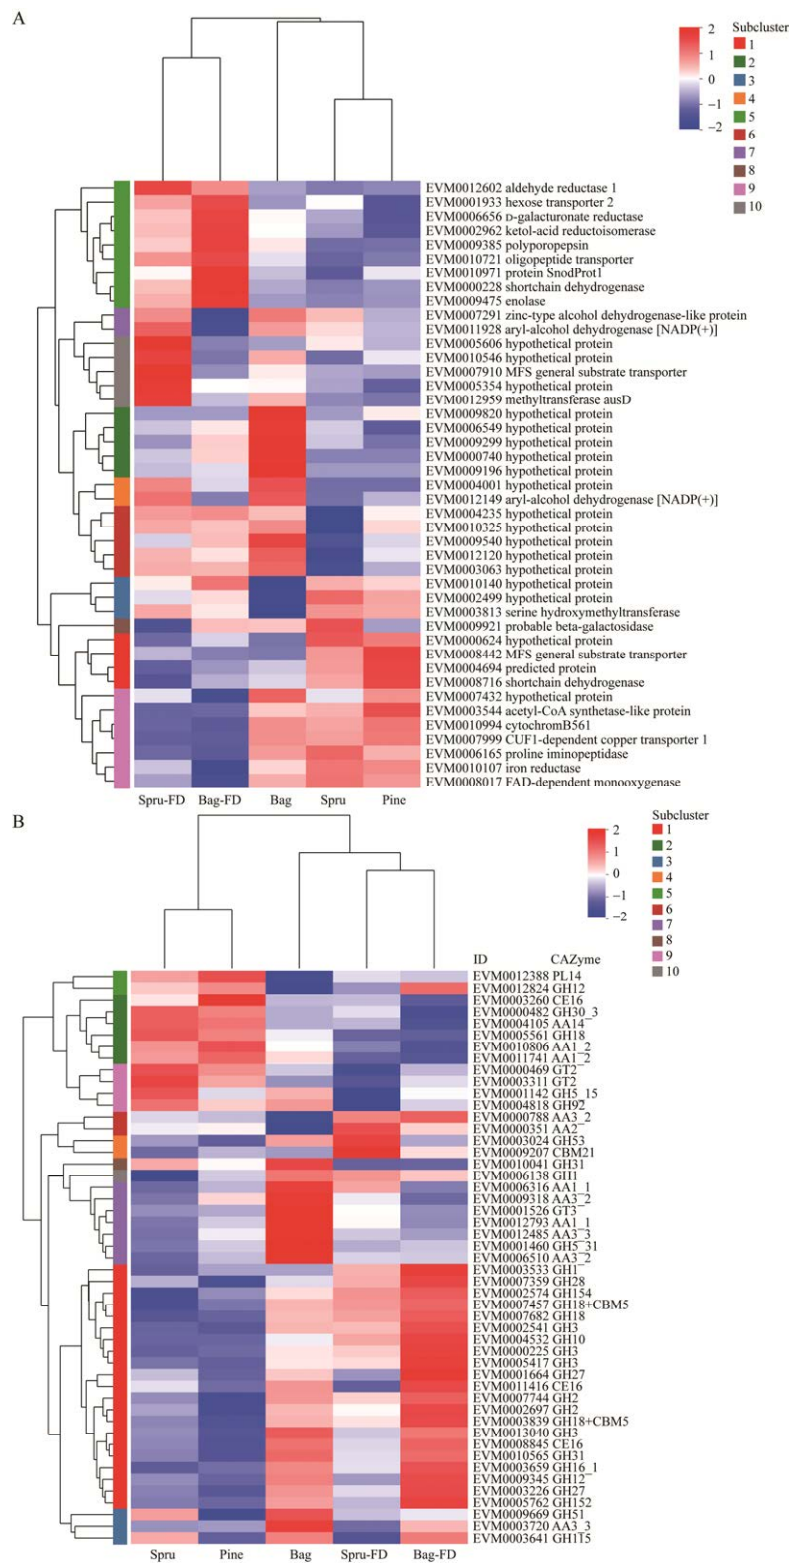 A
2
1
0
−1
−2
Subcluster
1
2
3
4
5
6
7
8
9
10
EVM0012602 aldehyde reductase 1
EVM0001933 hexose transporter 2
EVM0006656 D-galacturonate reductase
EVM0002962 ketol-acid reductoisomerase
EVM0009385 polyporopepsin
EVM0010721 oligopeptide transporter
EVM0010971 protein SnodProt1
EVM0000228 shortchain dehydrogenase
EVM0009475 enolase
EVM0007291 zinc-type alcohol dehydrogenase-like protein
EVM0011928 aryl-alcohol dehydrogenase [NADP(+)]
EVM0005606 hypothetical protein
EVM0010546 hypothetical protein
EVM0007910 MFS general substrate transporter
EVM0005354 hypothetical protein
EVM0012959 methyltransferase ausD
EVM0009820 hypothetical protein
EVM0006549 hypothetical protein
EVM0009299 hypothetical protein
EVM0000740 hypothetical protein
EVM0009196 hypothetical protein
EVM0004001 hypothetical protein
EVM0012149 aryl-alcohol dehydrogenase [NADP(+)]
EVM0004235 hypothetical protein
EVM0010325 hypothetical protein
EVM0009540 hypothetical protein
EVM0012120 hypothetical protein
EVM0003063 hypothetical protein
EVM0010140 hypothetical protein
EVM0002499 hypothetical protein
EVM0003813 serine hydroxymethyltransferase
EVM0009921 probable beta-galactosidase
EVM0000624 hypothetical protein
EVM0008442 MFS general substrate transporter
EVM0004694 predicted protein
EVM0008716 shortchain dehydrogenase
EVM0007432 hypothetical protein
EVM0003544 acetyl-CoA synthetase-like protein
EVM0010994 cytochromB561
EVM0007999 CUF1-dependent copper transporter 1
EVM0006165 proline iminopeptidase
EVM0010107 iron reductase
EVM0008017 FAD-dependent monooxygenase
Spru-FD Bag-FD Bag Spru Pine
B
2
1
0
−1
−2
Subcluster
1
2
3
4
5
6
7
8
9
10
ID CAZyme
EVM0012388 PL14
EVM0012824 GH12
EVM0003260 CE16
EVM0000482 GH30_3
EVM0004105 AA14
EVM0005561 GH18
EVM0010806 AA1_2
EVM0011741 AA1_2
EVM0000469 GT2
EVM0003311 GT2
EVM0001142 GH5_15
EVM0004818 GH92
EVM0000788 AA3_2
EVM0000351 AA2
EVM0003024 GH53
EVM0009207 CBM21
EVM0010041 GH31
EVM0006138 GH1
EVM0006316 AA1_1
EVM0009318 AA3_2
EVM0001526 GT3
EVM0012793 AA1_1
EVM0012485 AA3_3
EVM0001460 GH5_31
EVM0006510 AA3_2
EVM0003533 GH1
EVM0007359 GH28
EVM0002574 GH154
EVM0007457 GH18+CBM5
EVM0007682 GH18
EVM0002541 GH3
EVM0004532 GH10
EVM0000225 GH3
EVM0005417 GH3
EVM0001664 GH27
EVM0011416 CE16
EVM0007744 GH2
EVM0002697 GH2
EVM0003839 GH18+CBM5
EVM0013040 GH3
EVM0008845 CE16
EVM0010565 GH31
EVM0003659 GH16_1
EVM0009345 GH12
EVM0003226 GH27
EVM0005762 GH152
EVM0009669 GH51
EVM0003720 AA3_3
EVM0003641 GH115
Spru Pine Bag Spru-FD Bag-FD